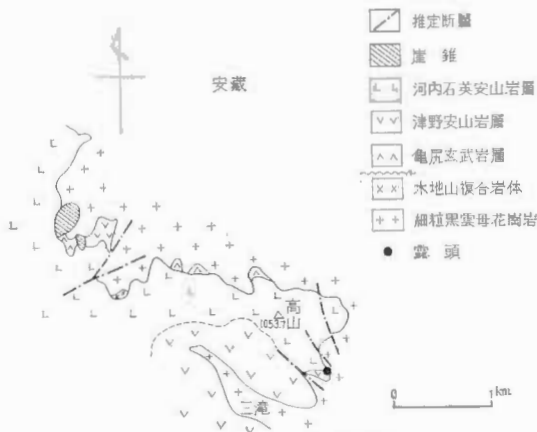 推定断層
崖錐
安蔵
河内石英安山岩層
津野安山岩層
亀尻玄武岩層
水地山複合岩体
細粒黒雲母花崗岩
露頭
高山
1053.7
三滝
0 1km